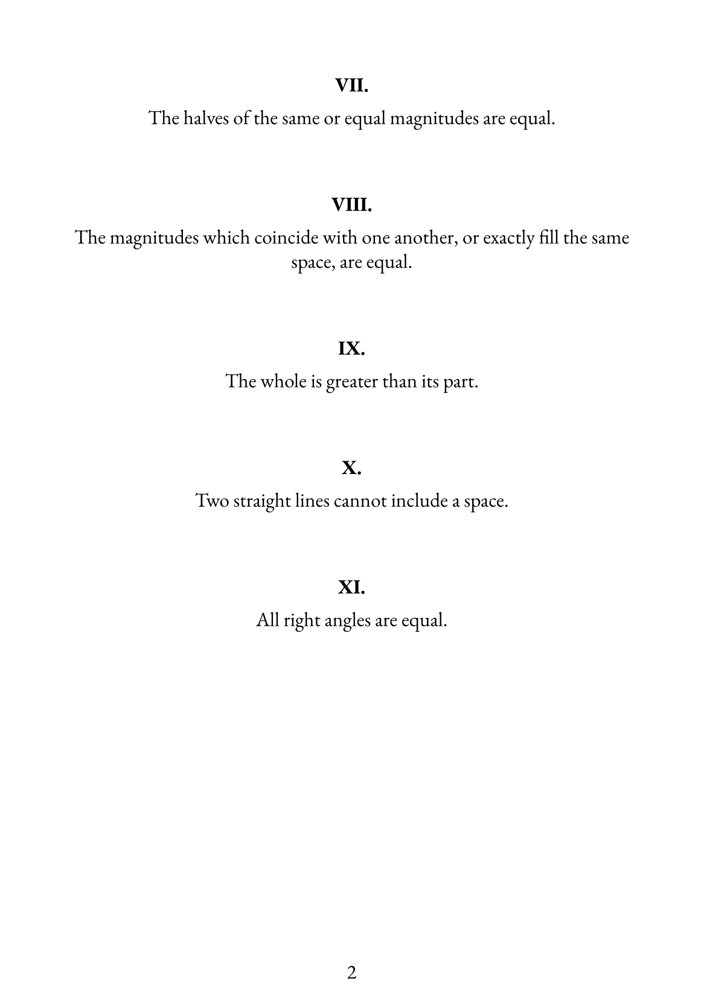 VII.
The halves of the same or equal magnitudes are equal.
VIII.
The magnitudes which coincide with one another, or exactly fill the same
space, are equal.
IX.
The whole is greater than its part.
X.
Two straight lines cannot include a space.
XI.
All right angles are equal.
2